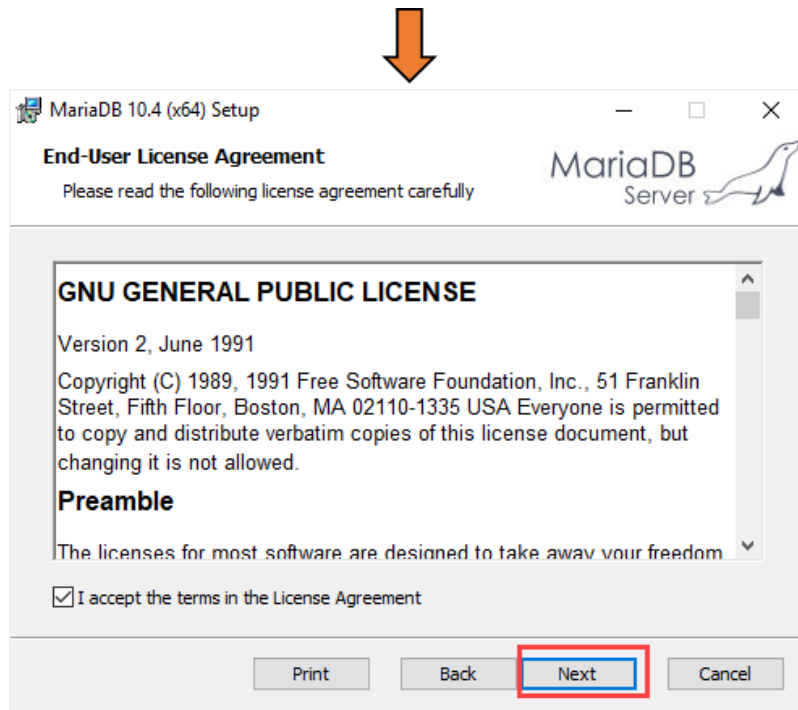 MariaDB 10.4 (x64) Setup
End-User License Agreement
Please read the following license agreement carefully
MariaDB
Server
GNU GENERAL PUBLIC LICENSE
Version 2, June 1991
Copyright (C) 1989, 1991 Free Software Foundation, Inc., 51 Franklin
Street, Fifth Floor, Boston, MA 02110-1335 USA Everyone is permitted
to copy and distribute verbatim copies of this license document, but
changing it is not allowed.
Preamble
The licenses for most software are designed to take away your freedom
I accept the terms in the License Agreement
Print Back Next Cancel